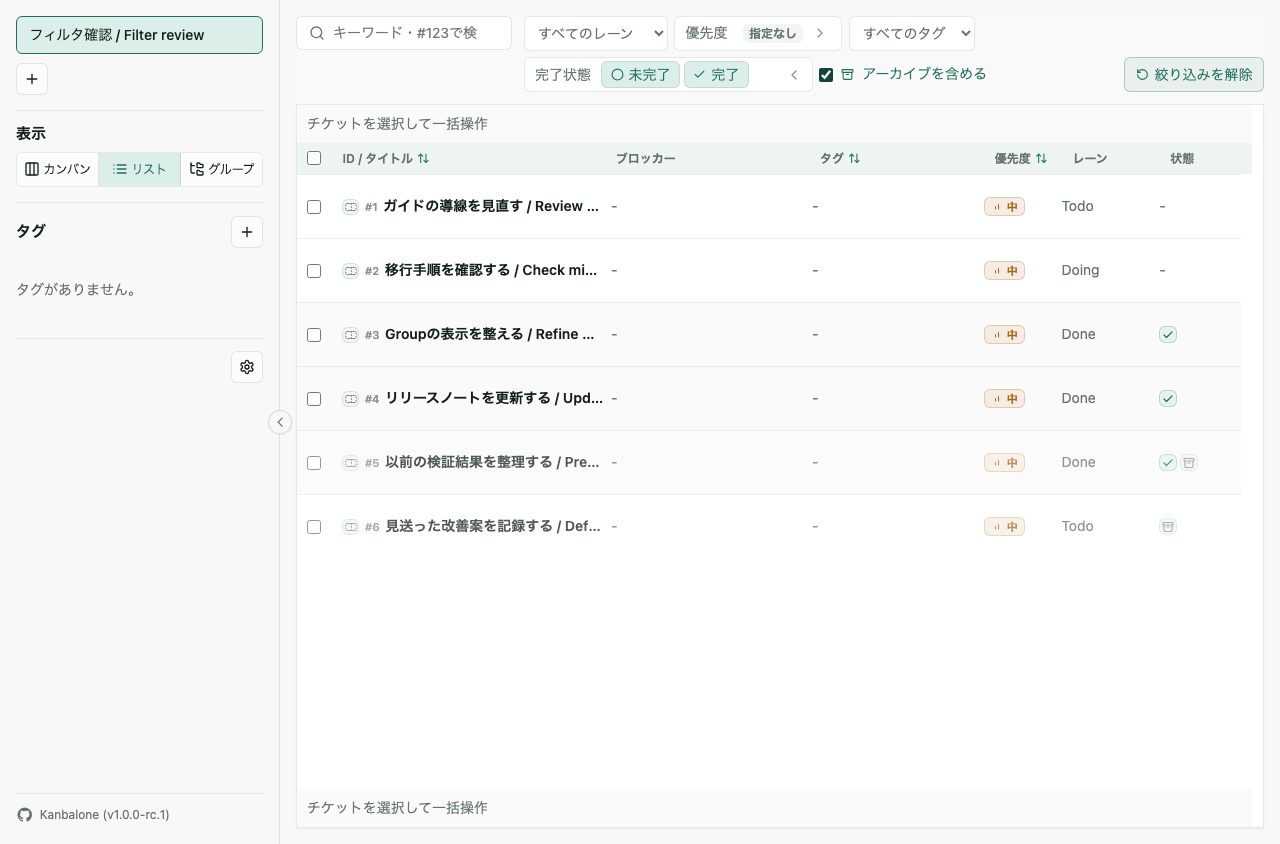 フィルタ確認 / Filter review
表示
カンバン リスト グループ
タグ
タグがありません。
Kanbalone (v1.0.0-rc.1)
キーワード・#123で検 すべてのレーン 優先度 指定なし すべてのタグ
完了状態 未完了 完了 アーカイブを含める 絞り込みを解除
チケットを選択して一括操作
ID / タイトル ブロッカー タグ 優先度 レーン 状態
#1 ガイドの導線を見直す / Review ... - - 中 Todo -
#2 移行手順を確認する / Check mi... - - 中 Doing -
#3 Groupの表示を整える / Refine ... - - 中 Done
#4 リリースノートを更新する / Upd... - - 中 Done
#5 以前の検証結果を整理する / Pre... - - 中 Done
#6 見送った改善案を記録する / Def... - - 中 Todo
チケットを選択して一括操作